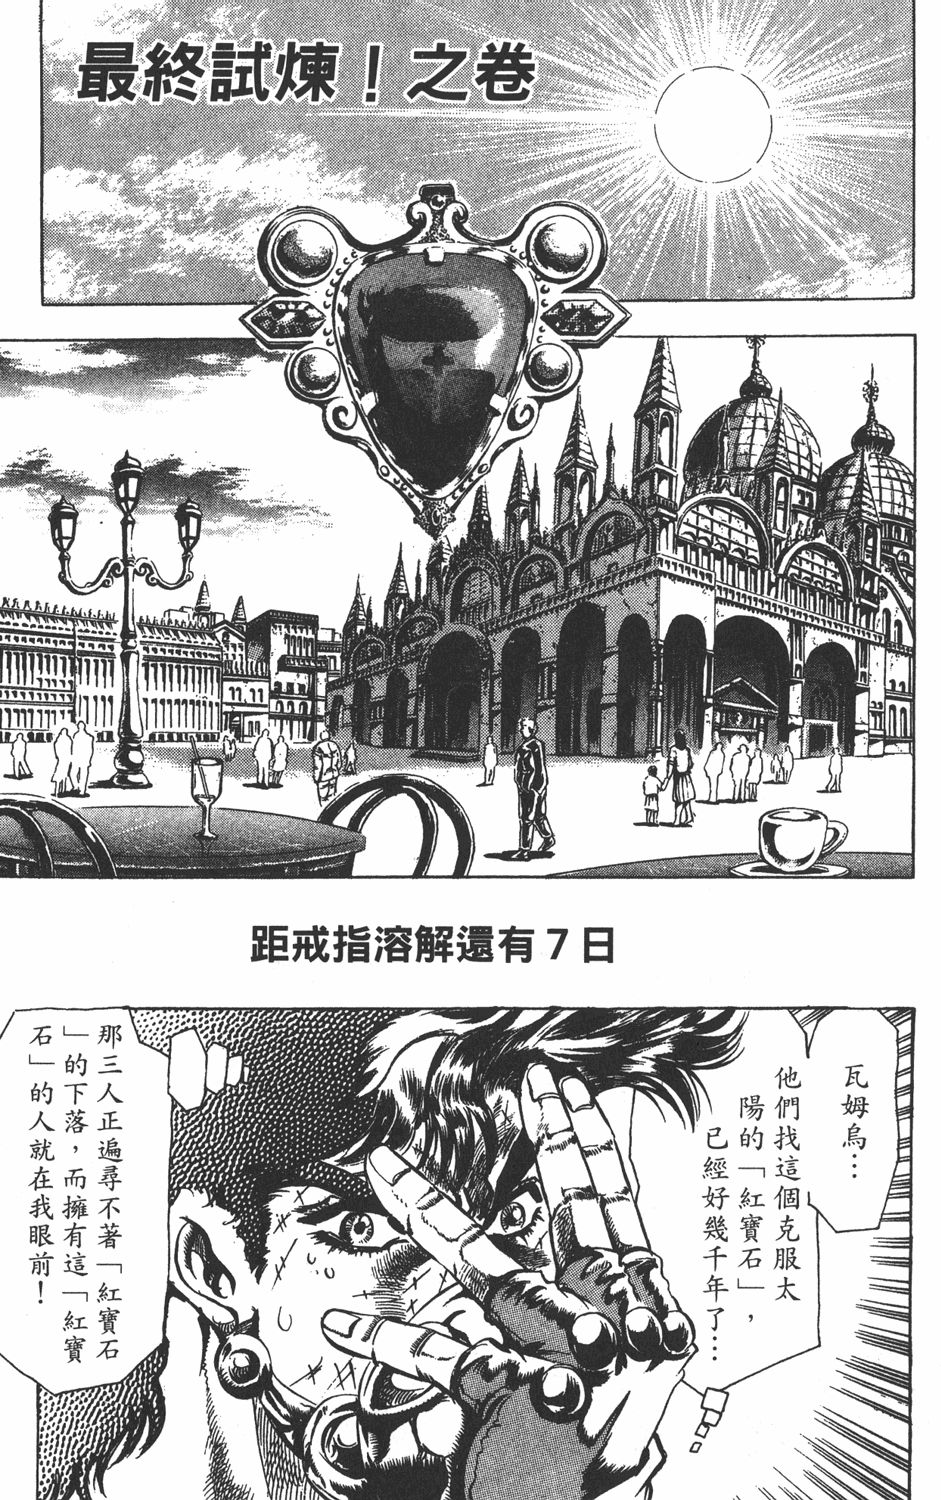 最終試煉！之卷
距戒指溶解還有７日
瓦姆烏…
他們找這個克服太
陽的「紅寶石」，
已經好幾千年了…
那三人正遍尋不著「紅寶石
」的下落，而擁有這「紅寶
石」的人就在我眼前！